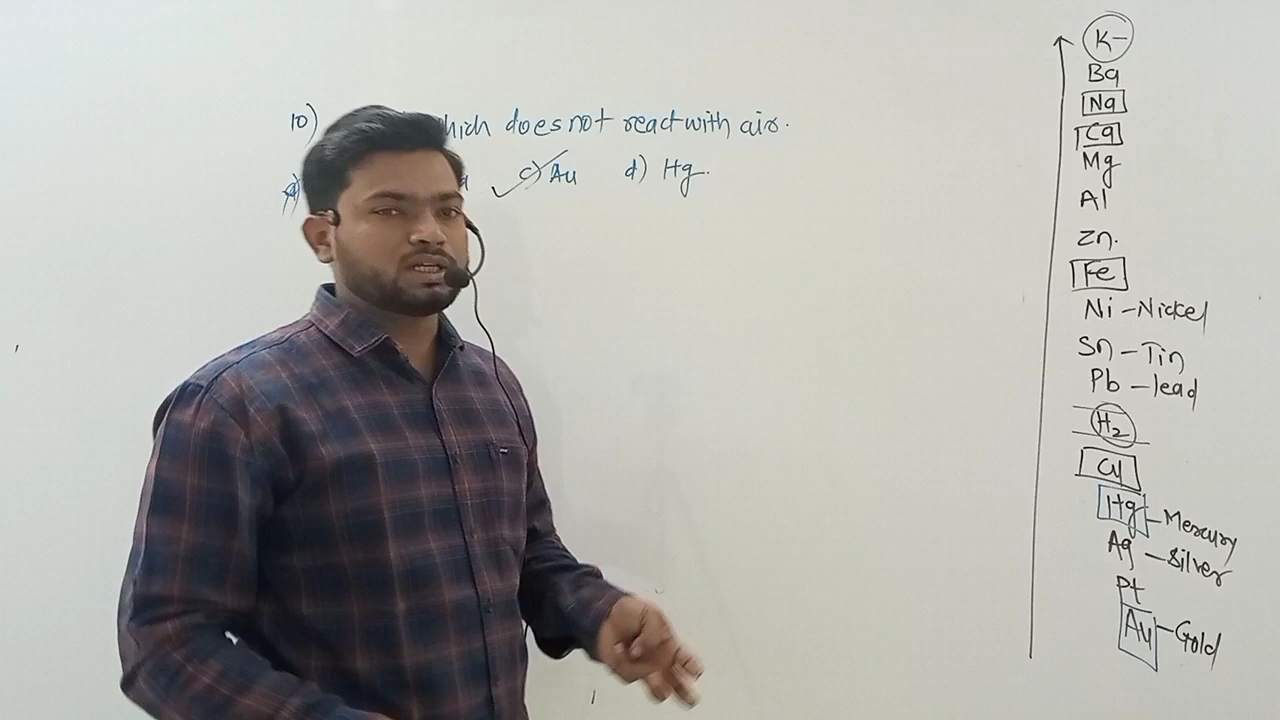 10) which does not react with air.
c) Au d) Hg.
K
Ba
Na
Ca
Mg
Al
Zn.
Fe
Ni - Nickel
Sn - Tin
Pb - lead
H₂
Cu
Hg - Mercury
Ag - Silver
Pt
Au - Gold